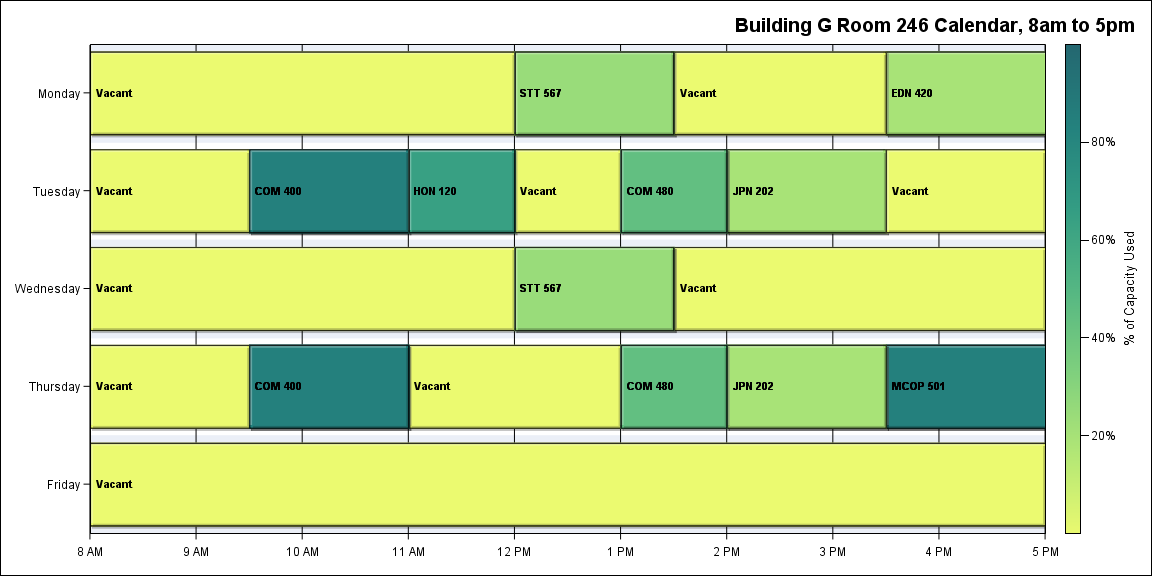 Building G Room 246 Calendar, 8am to 5pm
Monday Vacant STT 567 Vacant EDN 420
Tuesday Vacant COM 400 HON 120 Vacant COM 480 JPN 202 Vacant
Wednesday Vacant STT 567 Vacant
Thursday Vacant COM 400 Vacant COM 480 JPN 202 MCOP 501
Friday Vacant
8 AM 9 AM 10 AM 11 AM 12 PM 1 PM 2 PM 3 PM 4 PM 5 PM
80%
60%
40%
20%
% of Capacity Used